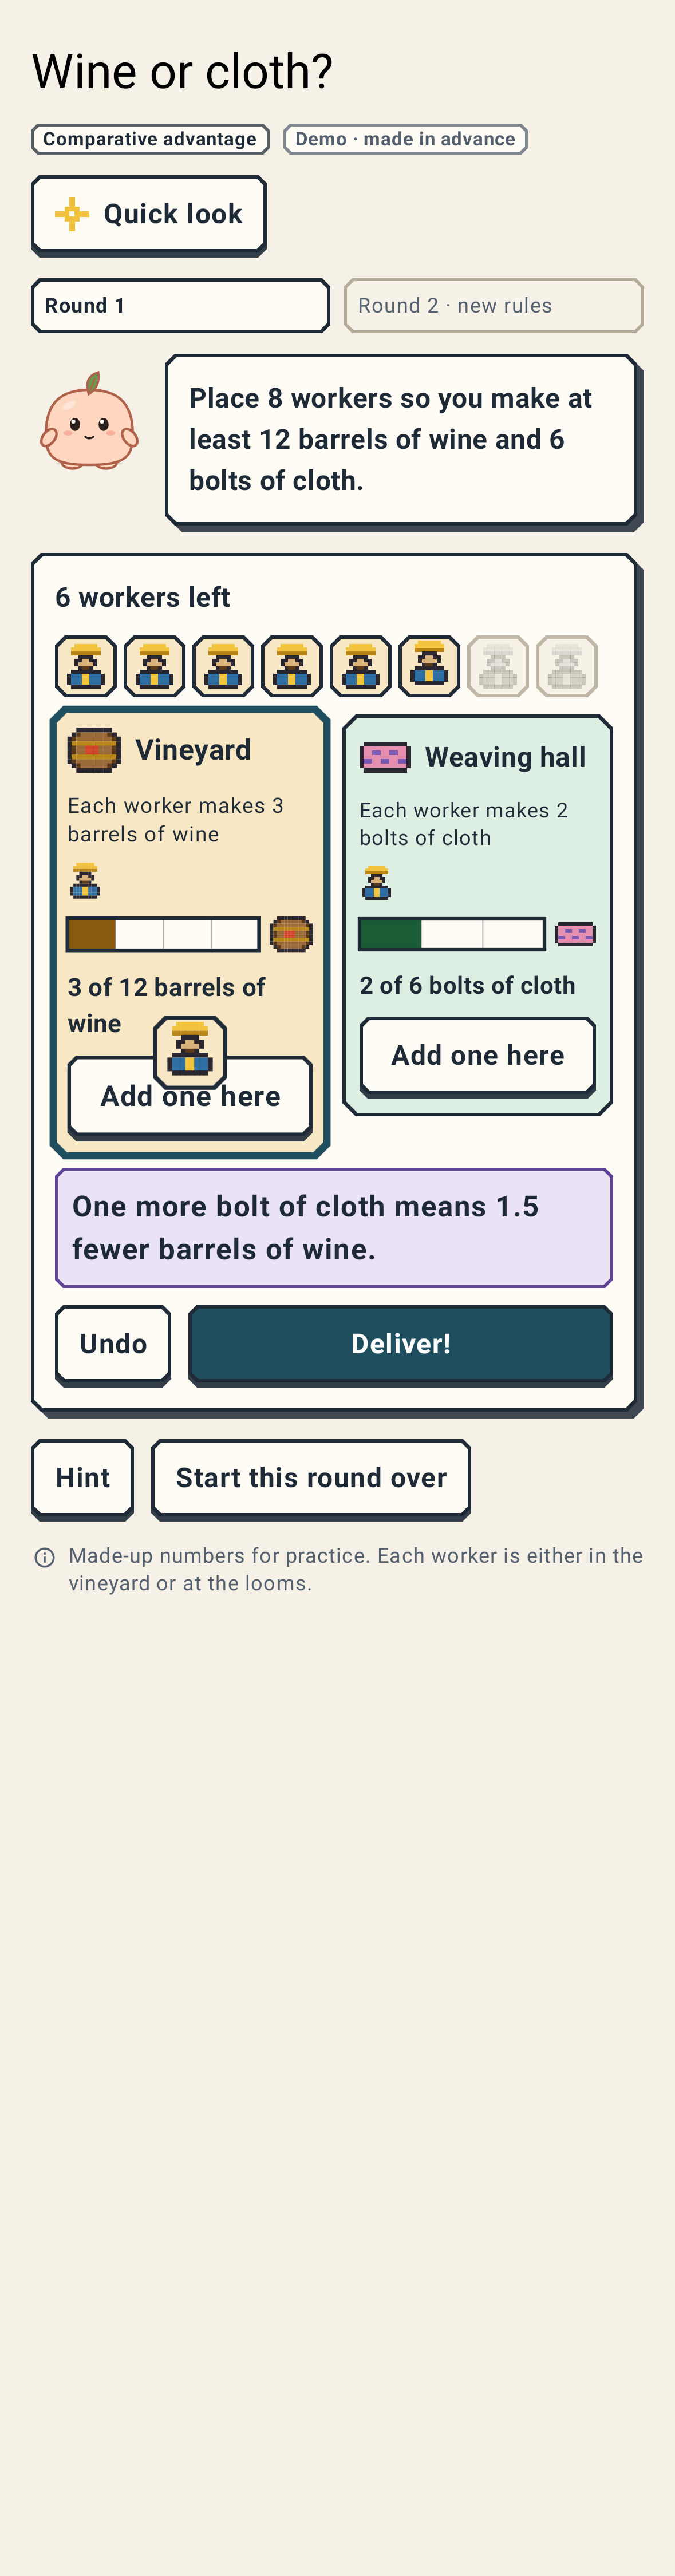 Wine or cloth?
Comparative advantage
Demo · made in advance
Quick look
Round 1
Round 2 · new rules
Place 8 workers so you make at
least 12 barrels of wine and 6
bolts of cloth.
6 workers left
Vineyard
Each worker makes 3
barrels of wine
3 of 12 barrels of
wine
Add one here
Weaving hall
Each worker makes 2
bolts of cloth
2 of 6 bolts of cloth
Add one here
One more bolt of cloth means 1.5
fewer barrels of wine.
Undo
Deliver!
Hint
Start this round over
Made-up numbers for practice. Each worker is either in the
vineyard or at the looms.